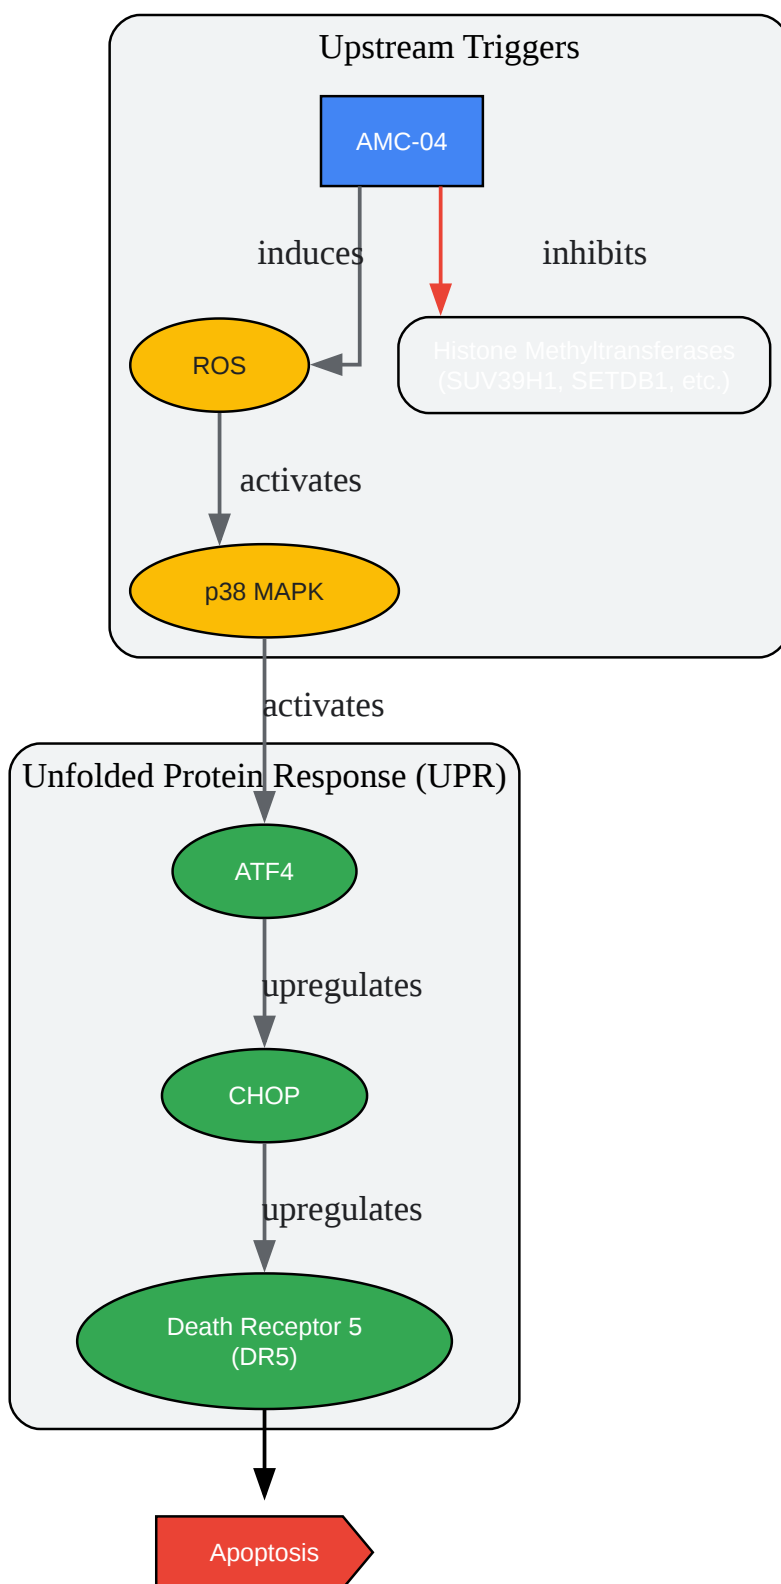 Upstream Triggers
AMC-04
induces
inhibits
ROS
Histone Methyltransferases
(SUV39H1, SETDB1, etc.)
activates
p38 MAPK
activates
Unfolded Protein Response (UPR)
ATF4
upregulates
CHOP
upregulates
Death Receptor 5
(DR5)
Apoptosis